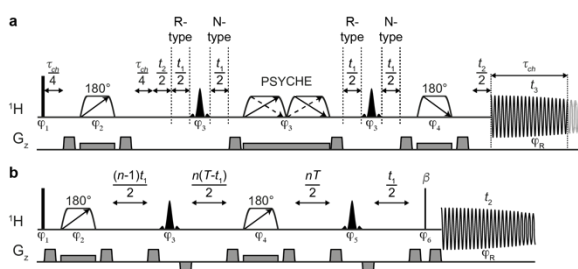 R-type N-type R-type N-type
a τch/4 τch/4 t2/2 t1/2 t1/2 t1/2 t1/2 t2/2 τch
180° PSYCHE 180° t3
1H
φ1 φ2 φ3 φ3 φ3 φ4 φR
Gz
b (n-1)t1/2 n(T-t1)/2 nT/2 t1/2 β
180° 180° t2
1H
φ1 φ2 φ3 φ4 φ5 φ6 φR
Gz